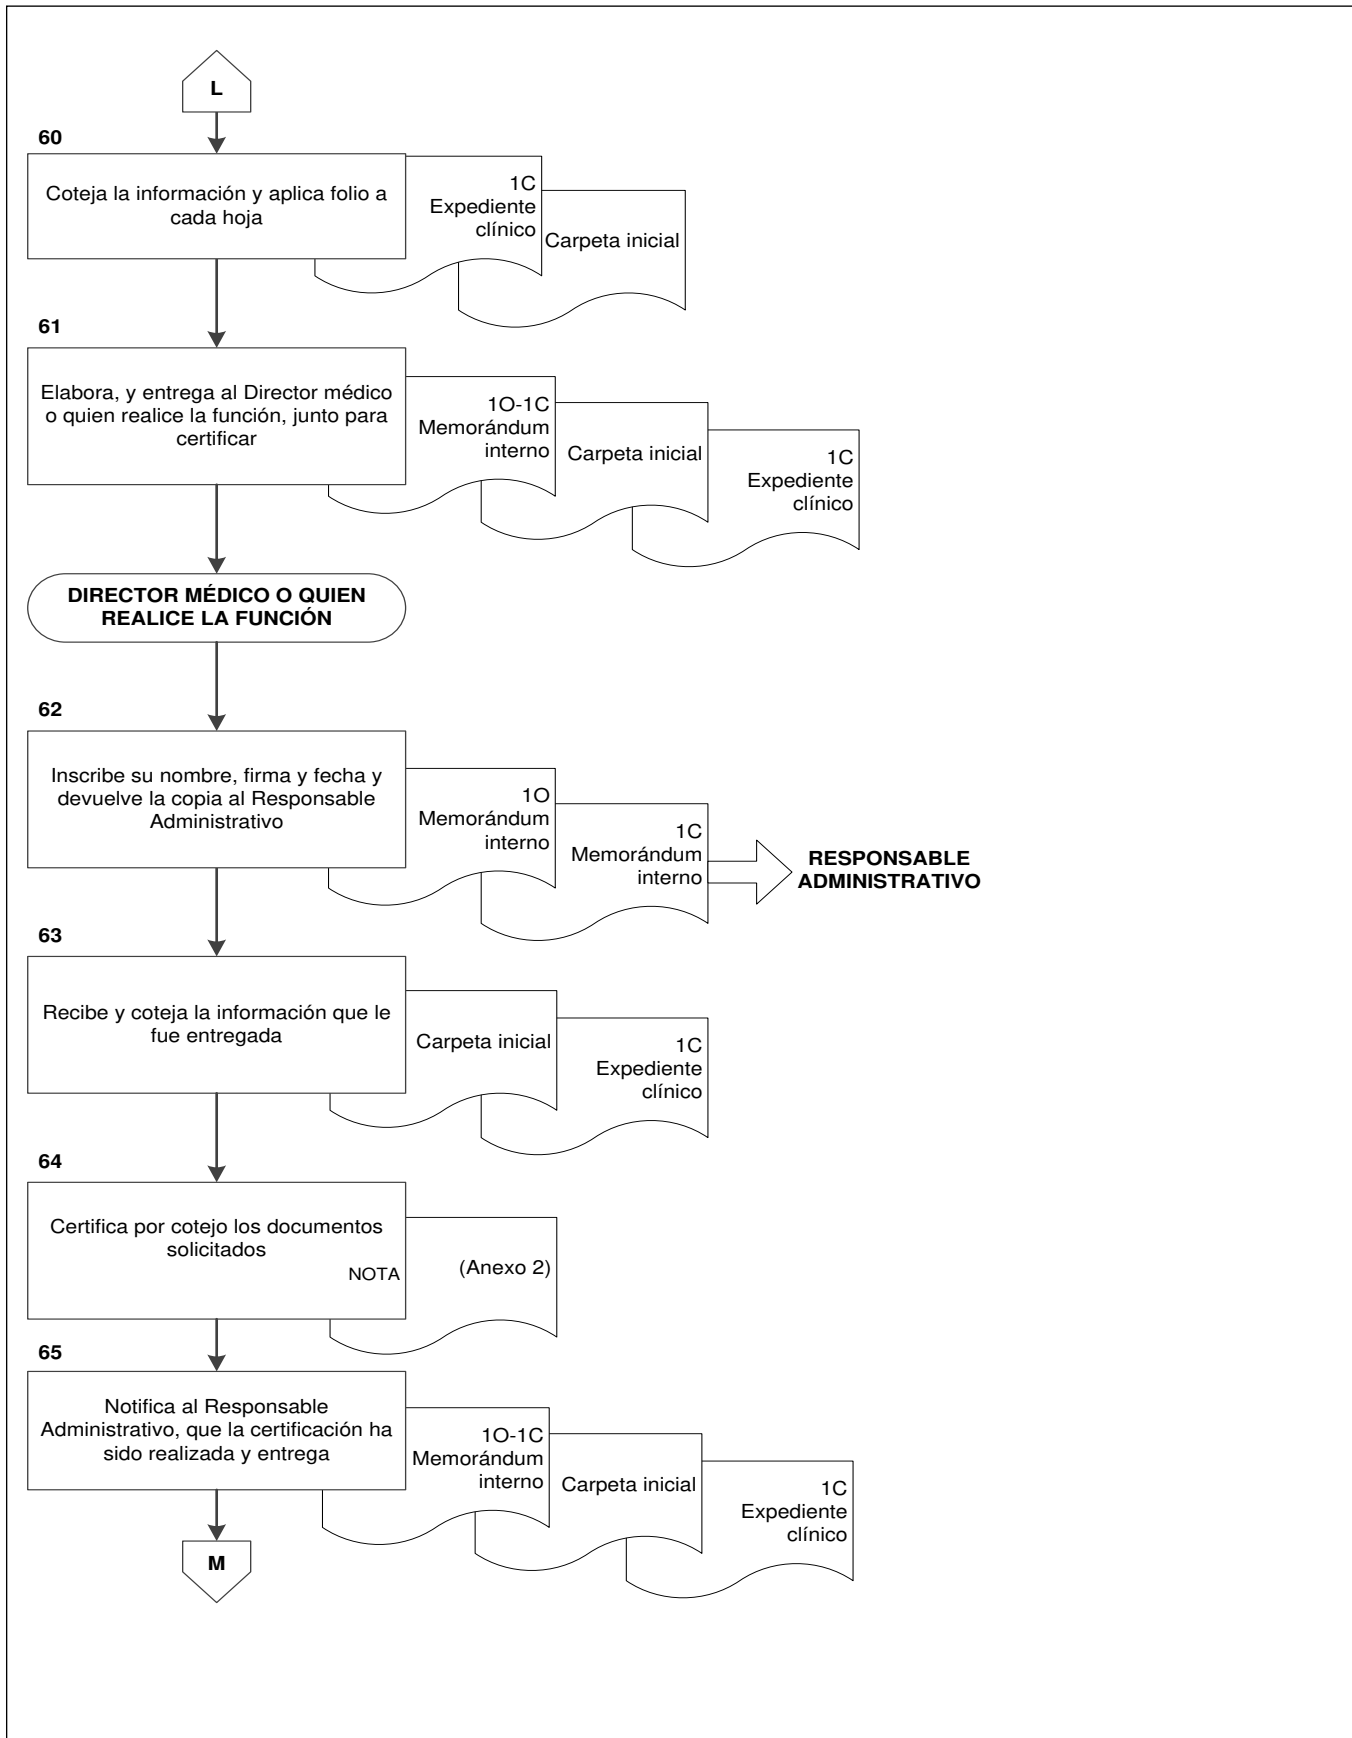 L
60
Coteja la información y aplica folio a
cada hoja
1C
Expediente
clínico
Carpeta inicial
61
Elabora, y entrega al Director médico
o quien realice la función, junto para
certificar
1O-1C
Memorándum
interno
Carpeta inicial
1C
Expediente
clínico
DIRECTOR MÉDICO O QUIEN
REALICE LA FUNCIÓN
62
Inscribe su nombre, firma y fecha y
devuelve la copia al Responsable
Administrativo
1O
Memorándum
interno
1C
Memorándum
interno
RESPONSABLE
ADMINISTRATIVO
63
Recibe y coteja la información que le
fue entregada
Carpeta inicial
1C
Expediente
clínico
64
Certifica por cotejo los documentos
solicitados
NOTA
(Anexo 2)
65
Notifica al Responsable
Administrativo, que la certificación ha
sido realizada y entrega
1O-1C
Memorándum
interno
Carpeta inicial
1C
Expediente
clínico
M